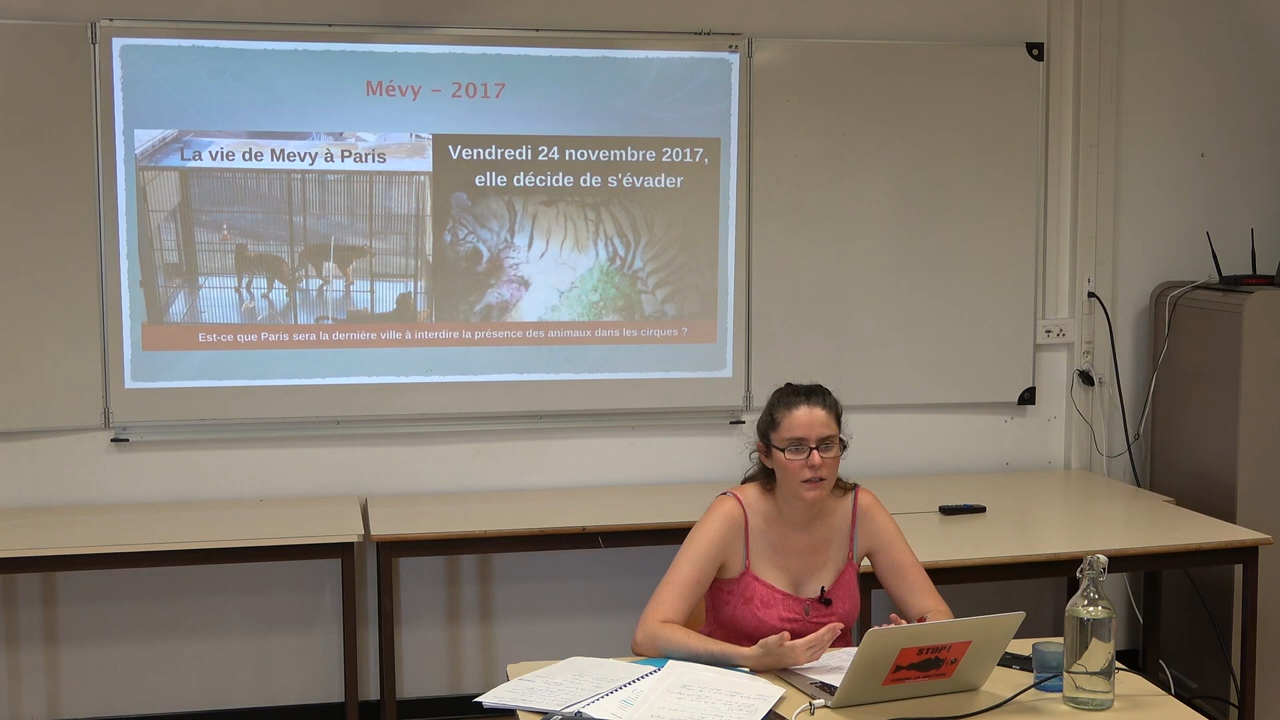 Mévy – 2017
La vie de Mevy à Paris
Vendredi 24 novembre 2017,
elle décide de s'évader
Est-ce que Paris sera la dernière ville à interdire la présence des animaux dans les cirques ?
STOP!